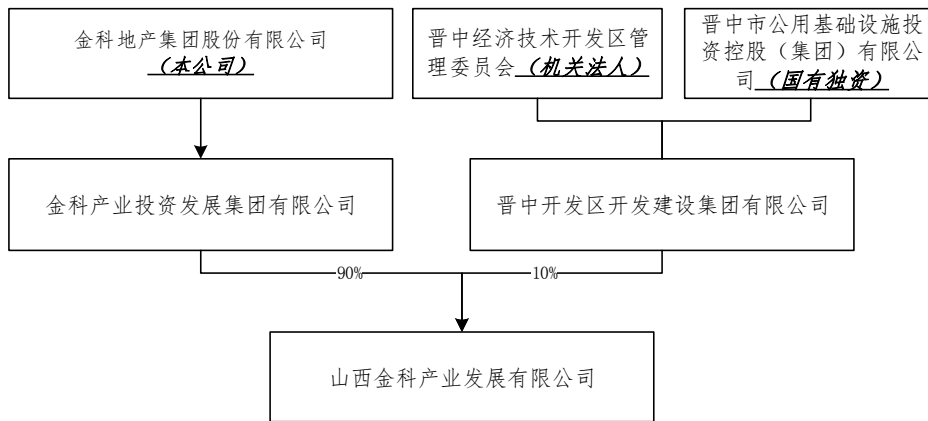 金科地产集团股份有限公司
（本公司）
晋中经济技术开发区管
理委员会（机关法人）
晋中市公用基础设施投
资控股（集团）有限公
司（国有独资）
金科产业投资发展集团有限公司
晋中开发区开发建设集团有限公司
90%
10%
山西金科产业发展有限公司